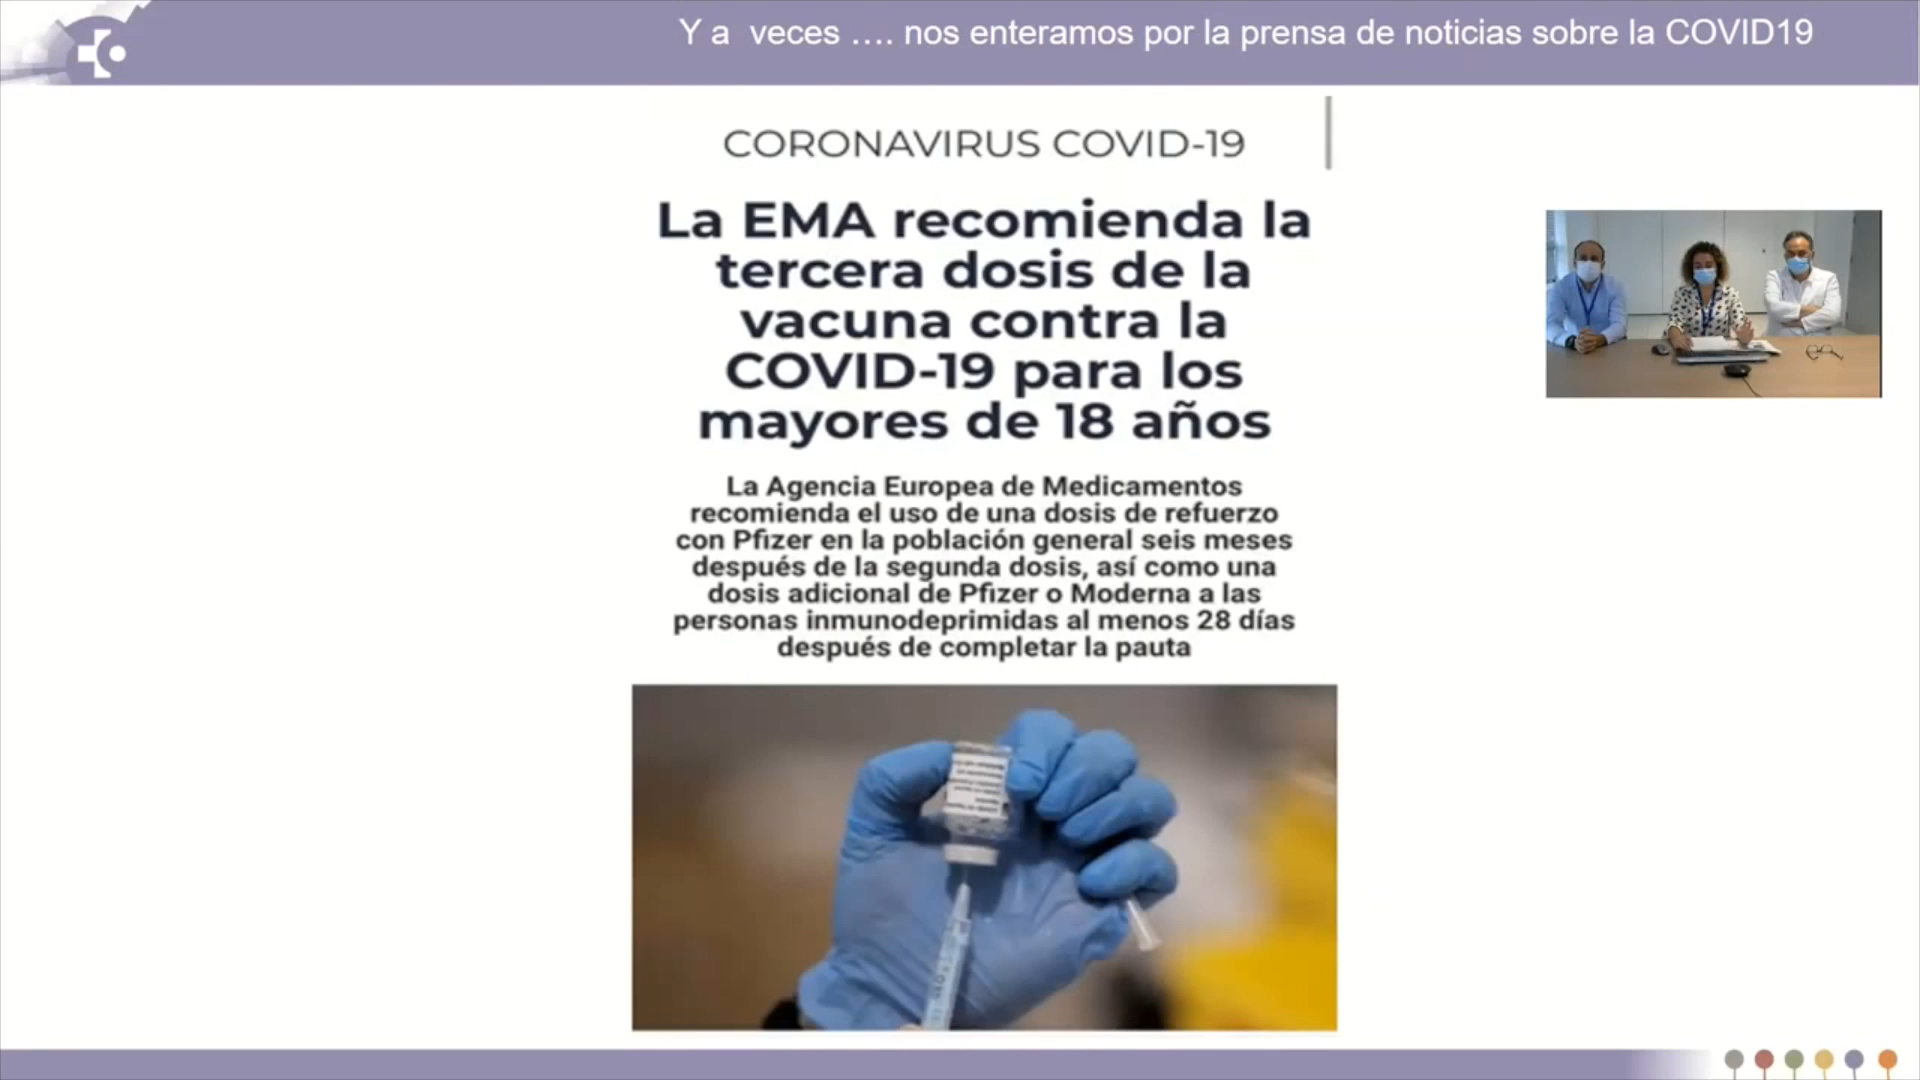 Y a veces .... nos enteramos por la prensa de noticias sobre la COVID19
CORONAVIRUS COVID-19
La EMA recomienda la
tercera dosis de la
vacuna contra la
COVID-19 para los
mayores de 18 años
La Agencia Europea de Medicamentos
recomienda el uso de una dosis de refuerzo
con Pfizer en la población general seis meses
después de la segunda dosis, así como una
dosis adicional de Pfizer o Moderna a las
personas inmunodeprimidas al menos 28 días
después de completar la pauta